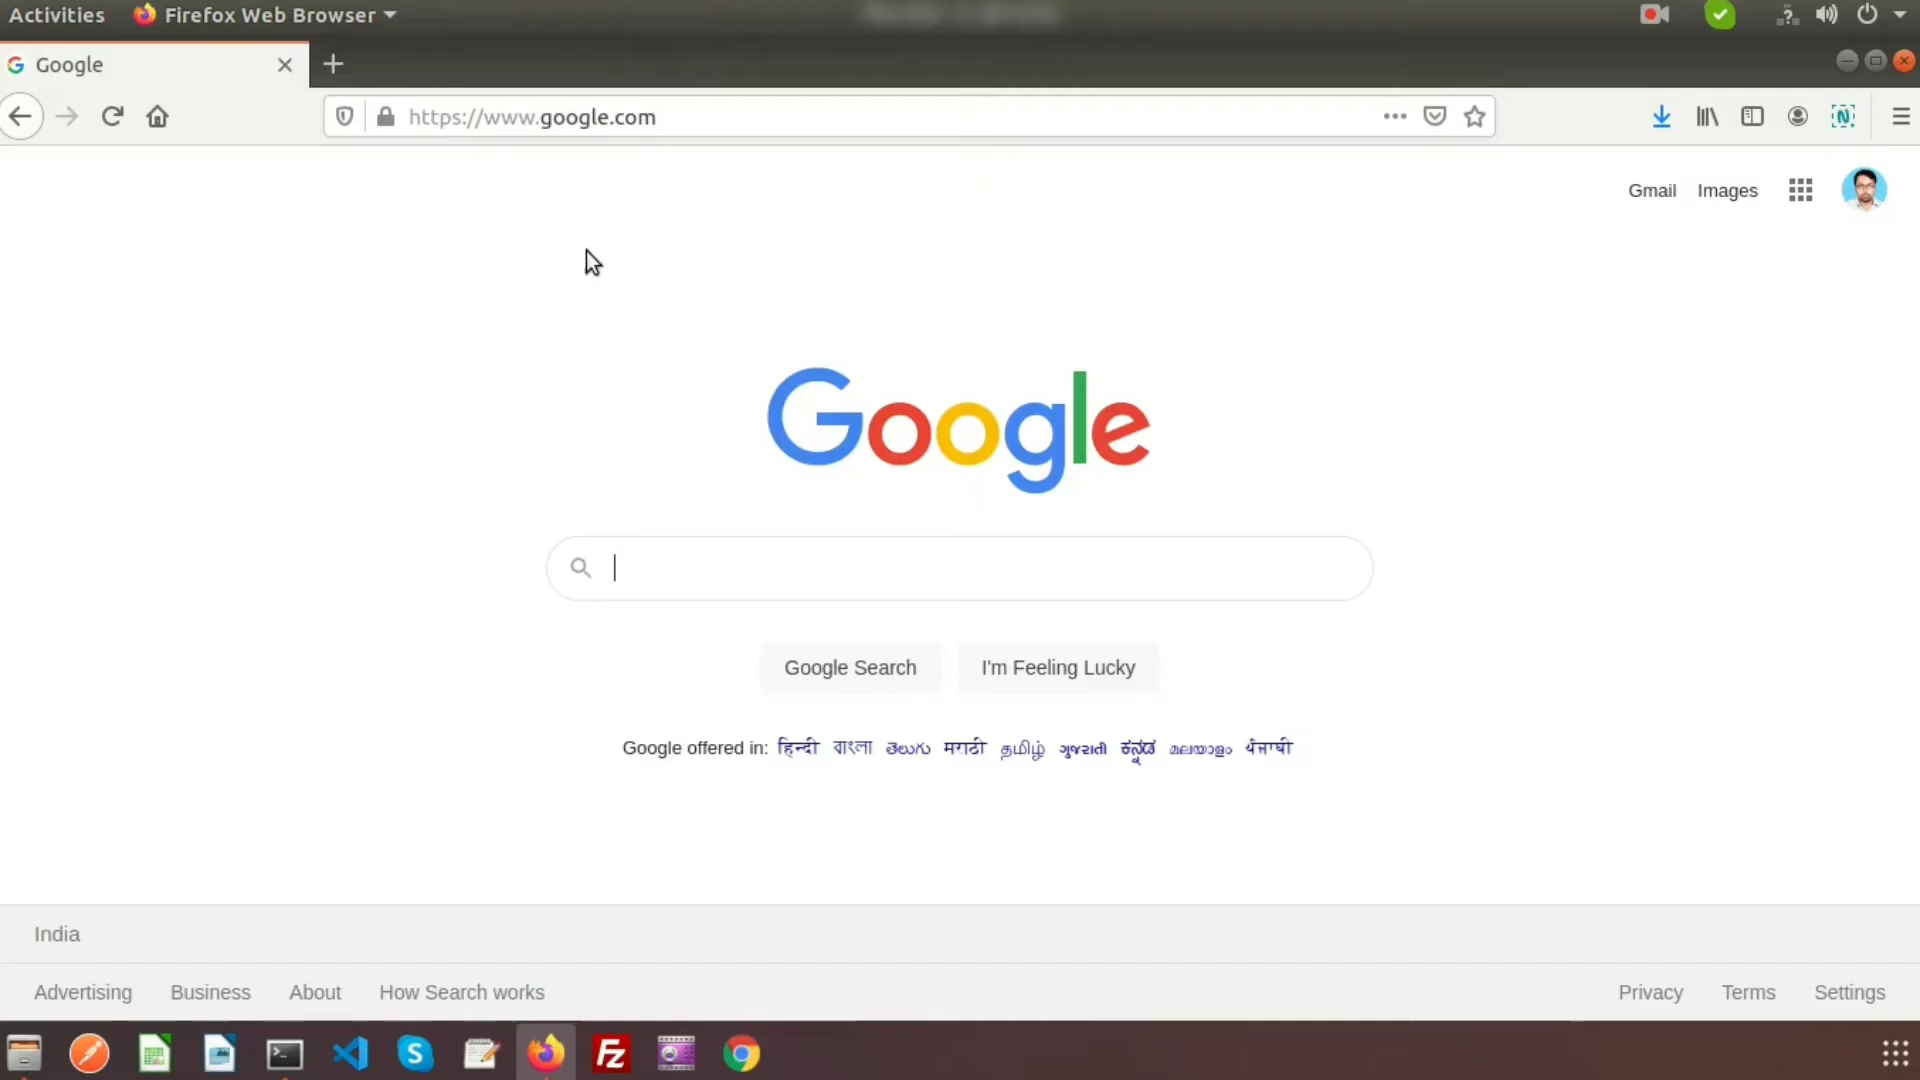 Activities Firefox Web Browser
Google
https://www.google.com
Gmail Images
Google
Google Search I'm Feeling Lucky
Google offered in: हिन्दी বাংলা తెలుగు मराठी தமிழ் ગુજરાતી ಕನ್ನಡ മലയാളം ਪੰਜਾਬੀ
India
Advertising Business About How Search works Privacy Terms Settings